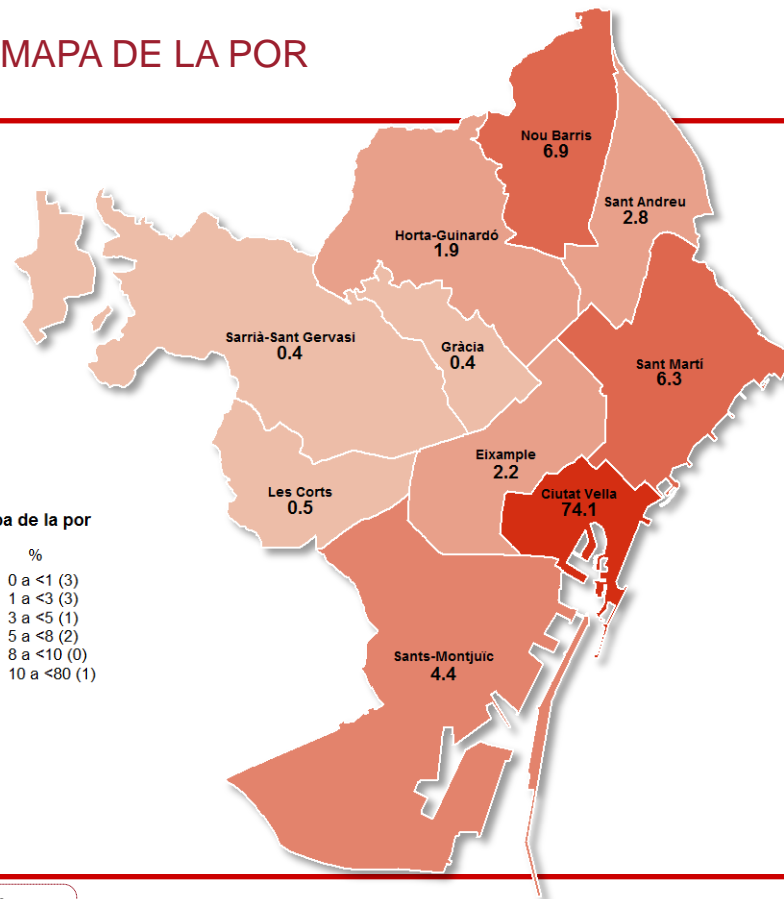 MAPA DE LA POR
Nou Barris
6.9
Sant Andreu
2.8
Horta-Guinardó
1.9
Sarrià-Sant Gervasi
0.4
Gràcia
0.4
Sant Martí
6.3
Eixample
2.2
Ciutat Vella
74.1
Les Corts
0.5
de la por
%
0 a <1 (3)
1 a <3 (3)
3 a <5 (1)
5 a <8 (2)
8 a <10 (0)
10 a <80 (1)
Sants-Montjuïc
4.4